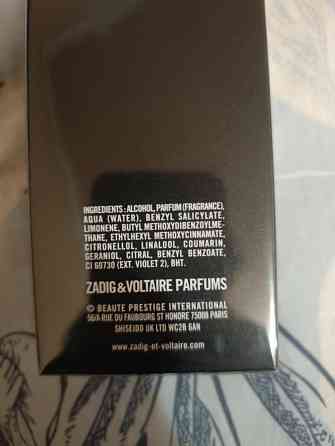 INGREDIENTS : ALCOHOL, PARFUM (FRAGRANCE),
AQUA (WATER), BENZYL SALICYLATE,
LIMONENE, BUTYL METHOXYDIBENZOYLME
THANE, ETHYLHEXYL METHOXYCINNAMATE,
CITRONELLOL, LINALOOL, COUMARIN,
GERANIOL, CITRAL, BENZYL BENZOATE,
CI 60730 (EXT. VIOLET 2), BHT.
ZADIG&VOLTAIRE PARFUMS
© BEAUTE PRESTIGE INTERNATIONAL
56/A RUE DU FAUBOURG ST HONORE 75008 PARIS
SHISEIDO UK LTD WC2B 6AN
www.zadig-et-voltaire.com